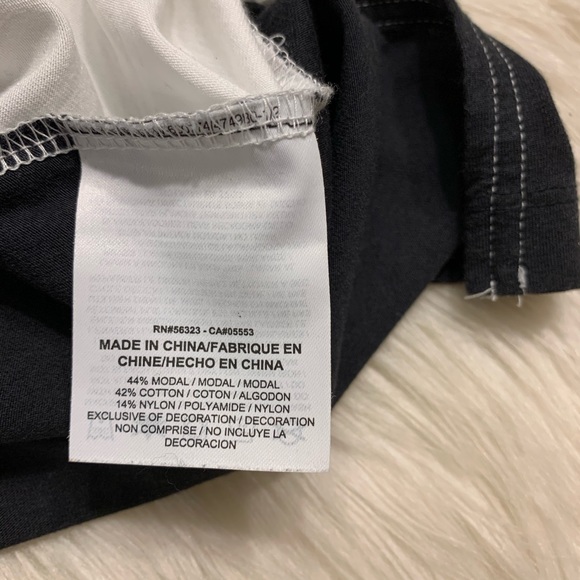 RN#56323 - CA#05553
MADE IN CHINA/FABRIQUE EN
CHINE/HECHO EN CHINA
44% MODAL / MODAL / MODAL
42% COTTON / COTON / ALGODON
14% NYLON / POLYAMIDE / NYLON
EXCLUSIVE OF DECORATION / DECORATION
NON COMPRISE / NO INCLUYE LA
DECORACION